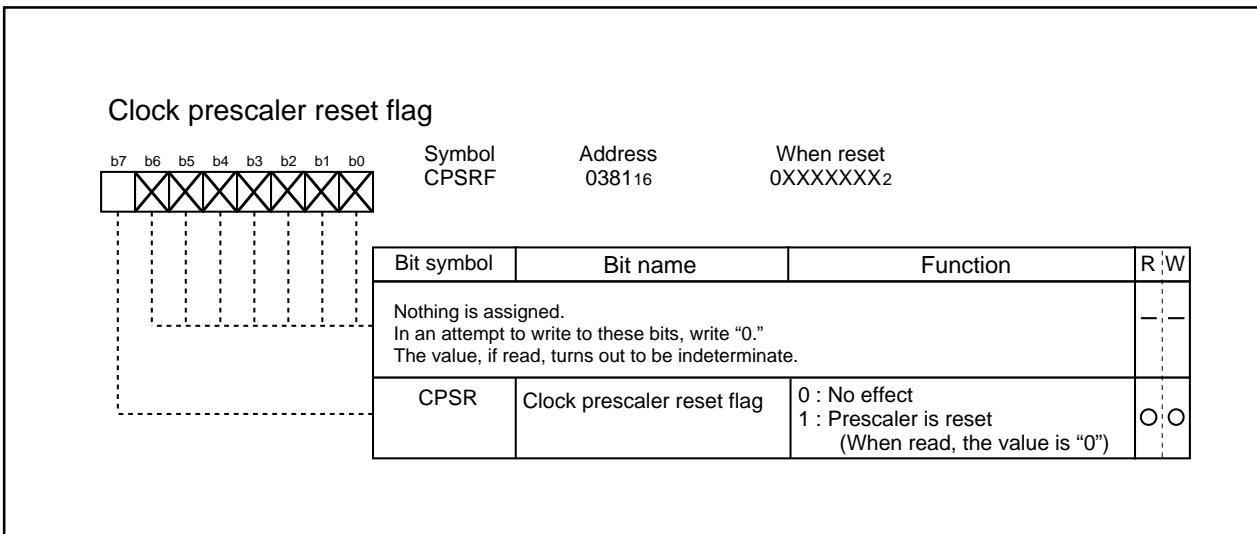 Clock prescaler reset flag
b7 b6 b5 b4 b3 b2 b1 b0
Symbol Address When reset
CPSRF 038116 0XXXXXXX2
Bit symbol Bit name Function R W
Nothing is assigned.
In an attempt to write to these bits, write “0.”
The value, if read, turns out to be indeterminate.
— —
CPSR Clock prescaler reset flag 0 : No effect
1 : Prescaler is reset
(When read, the value is “0”)